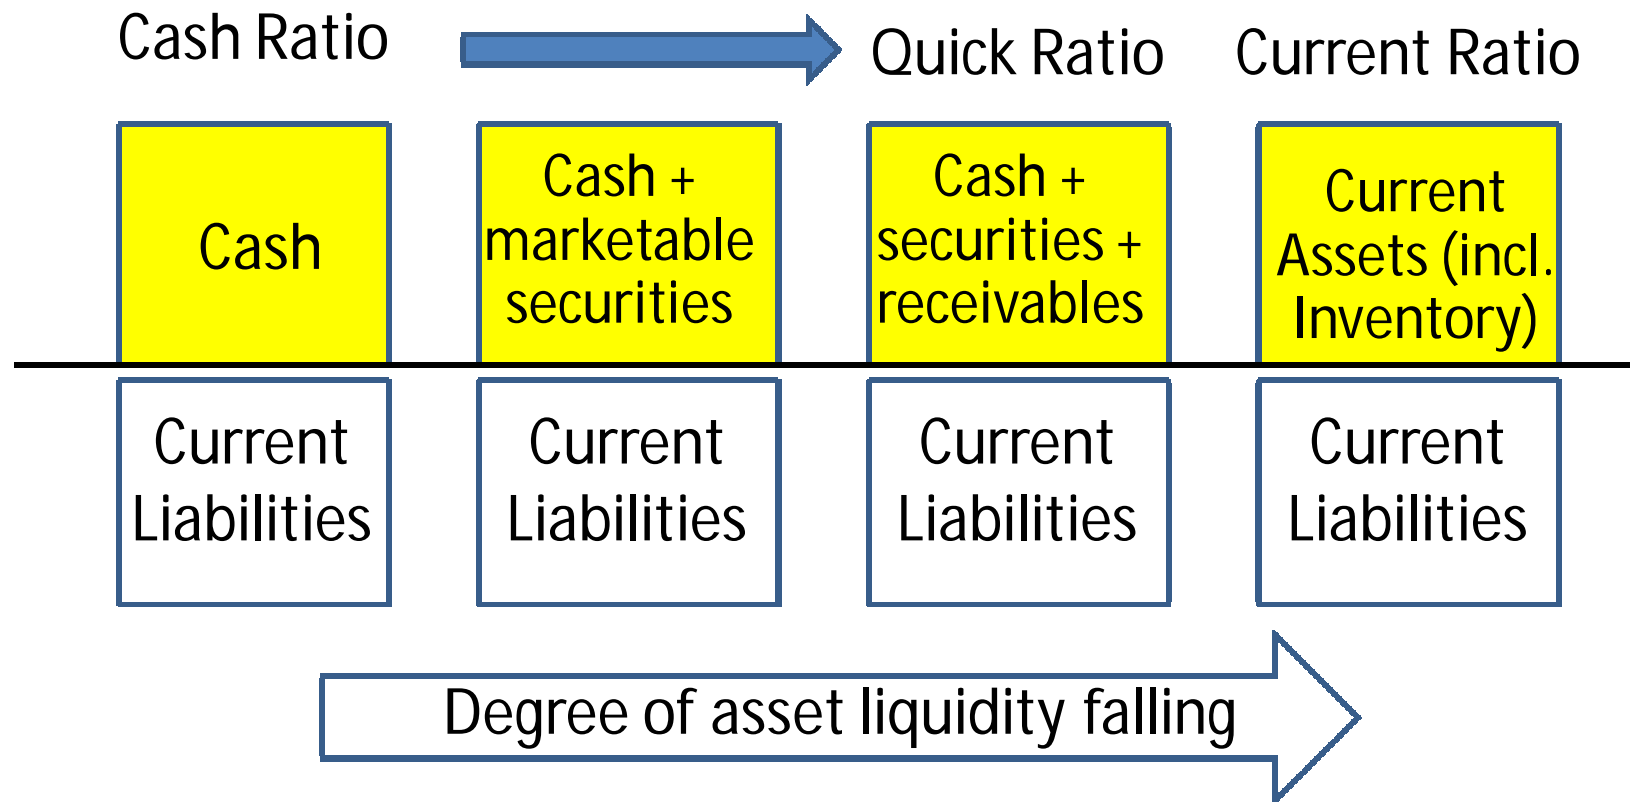 Cash Ratio
Quick Ratio
Current Ratio
Cash
Cash +
marketable
securities
Cash +
securities +
receivables
Current
Assets (incl.
Inventory)
Current
Liabilities
Current
Liabilities
Current
Liabilities
Current
Liabilities
Degree of asset liquidity falling